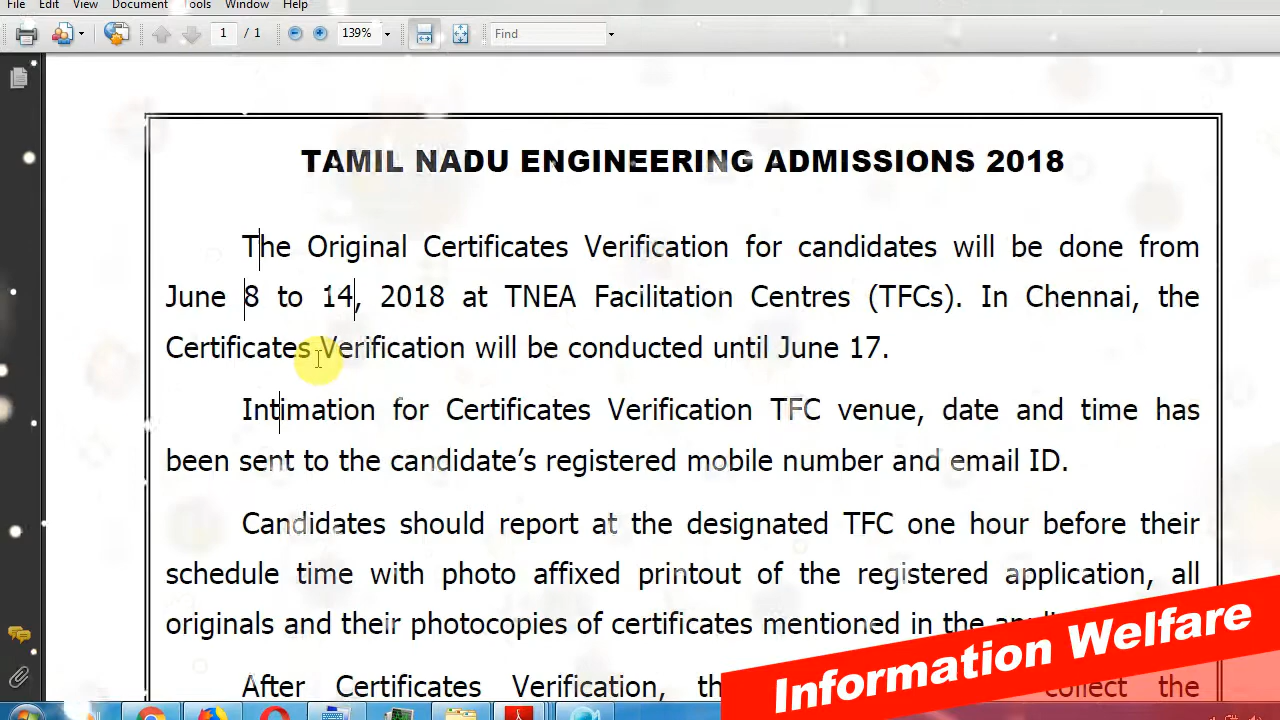 File Edit View Document Tools Window Help
1 / 1 139% Find
TAMIL NADU ENGINEERING ADMISSIONS 2018
The Original Certificates Verification for candidates will be done from
June 8 to 14, 2018 at TNEA Facilitation Centres (TFCs). In Chennai, the
Certificates Verification will be conducted until June 17.
Intimation for Certificates Verification TFC venue, date and time has
been sent to the candidate’s registered mobile number and email ID.
Candidates should report at the designated TFC one hour before their
schedule time with photo affixed printout of the registered application, all
originals and their photocopies of certificates mentioned in the
After Certificates Verification, collect the
Information Welfare